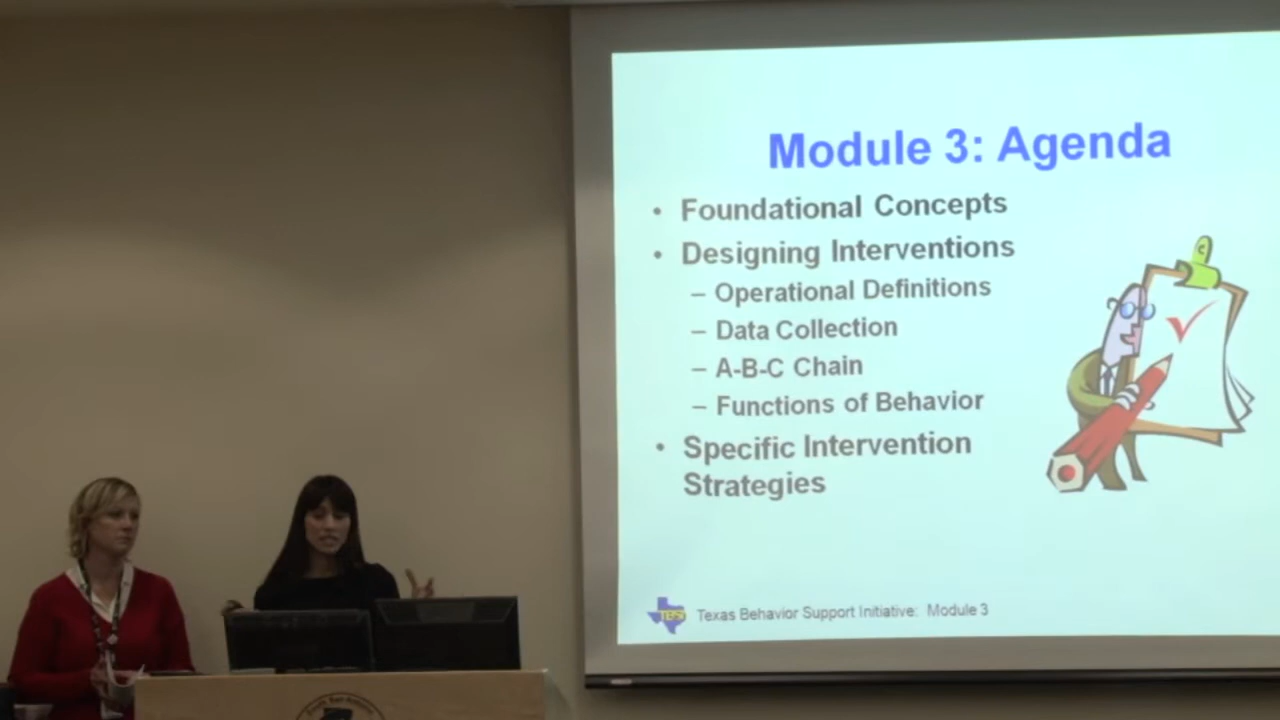 Module 3: Agenda
• Foundational Concepts
• Designing Interventions
– Operational Definitions
– Data Collection
– A-B-C Chain
– Functions of Behavior
• Specific Intervention
Strategies
TBSI
Texas Behavior Support Initiative: Module 3